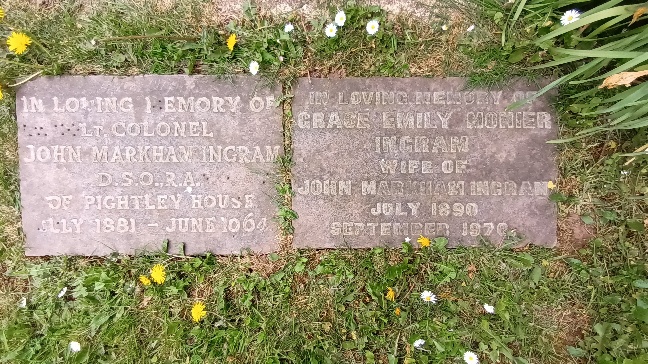 IN LOVING MEMORY OF
LT. COLONEL
JOHN MARKHAM INGRAM
D.S.O., R.A.
OF PIGHTLEY HOUSE
JULY 1881 - JUNE 1964
IN LOVING MEMORY OF
GRACE EMILY MONIER
INGRAM
WIFE OF
JOHN MARKHAM INGRAM
JULY 1890
SEPTEMBER